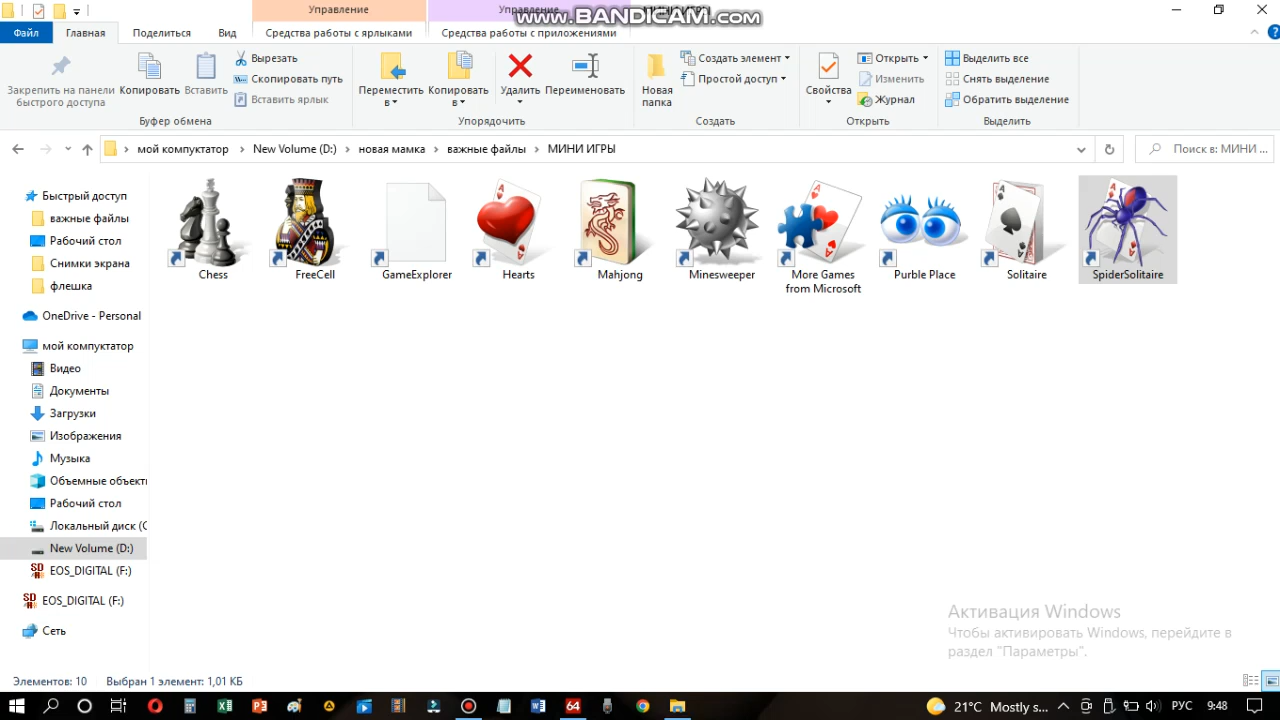 Управление
Управление
www.BANDICAM.com
Файл
Главная
Поделиться
Вид
Средства работы с ярлыками
Средства работы с приложениями
Закрепить на панели
быстрого доступа
Копировать
Вставить
Вырезать
Скопировать путь
Вставить ярлык
Буфер обмена
Переместить
в
Копировать
в
Удалить
Переименовать
Упорядочить
Новая
папка
Создать элемент
Простой доступ
Создать
Свойства
Открыть
Изменить
Журнал
Открыть
Выделить все
Снять выделение
Обратить выделение
Выделить
мой компуктатор
New Volume (D:)
новая мамка
важные файлы
МИНИ ИГРЫ
Поиск в: МИНИ ...
Быстрый доступ
важные файлы
Рабочий стол
Снимки экрана
флешка
OneDrive - Personal
мой компуктатор
Видео
Документы
Загрузки
Изображения
Музыка
Объемные объект
Рабочий стол
Локальный диск (C
New Volume (D:)
EOS_DIGITAL (F:)
EOS_DIGITAL (F:)
Сеть
Chess
FreeCell
GameExplorer
Hearts
Mahjong
Minesweeper
More Games
from Microsoft
Purble Place
Solitaire
SpiderSolitaire
Активация Windows
Чтобы активировать Windows, перейдите в
раздел "Параметры".
Элементов: 10
Выбран 1 элемент: 1,01 КБ
64
21°C Mostly s...
РУС
9:48